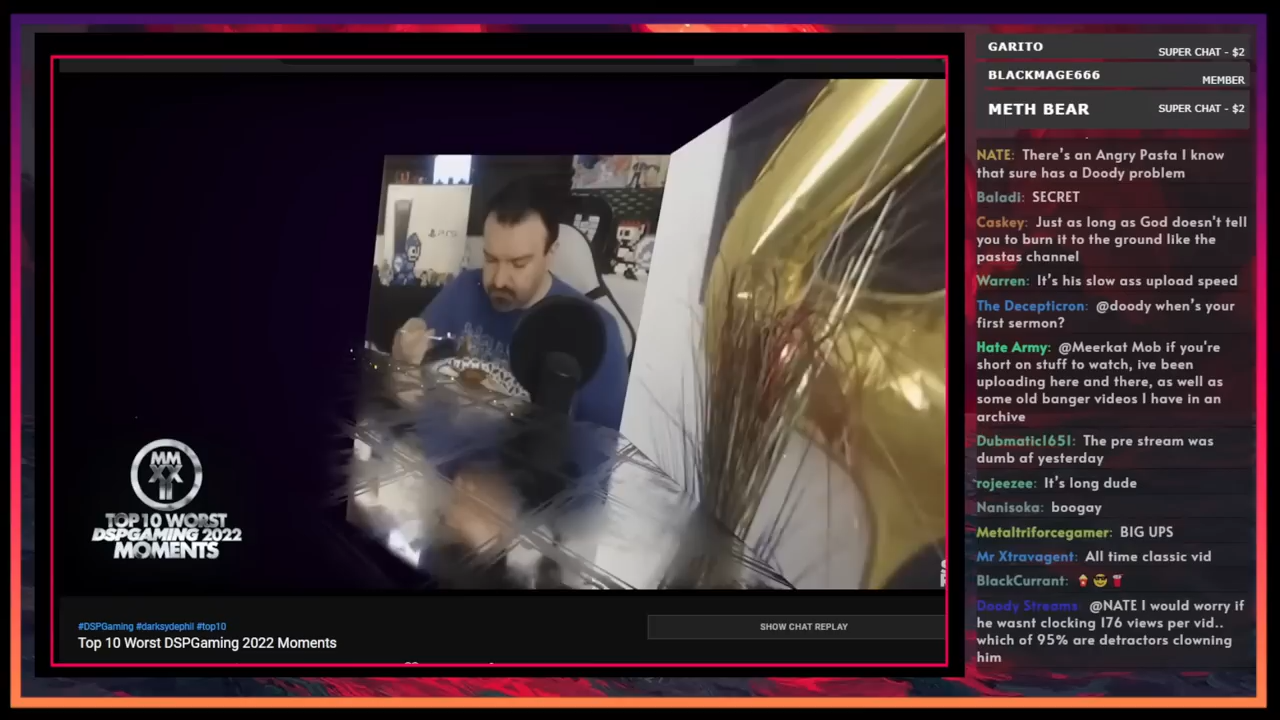 GARITO
SUPER CHAT - $2
BLACKMAGE666
MEMBER
METH BEAR
SUPER CHAT - $2
NATE: There's an Angry Pasta I know
that sure has a Doody problem
Baladi: SECRET
Caskey: Just as long as God doesn't tell
you to burn it to the ground like the
pastas channel
Warren: It's his slow ass upload speed
The Decepticron: @doody when's your
first sermon?
Hate Army: @Meerkat Mob if you're
short on stuff to watch, ive been
uploading here and there, as well as
some old banger videos I have in an
archive
Dubmatic1651: The pre stream was
dumb af yesterday
rojeezee: It's long dude
Nanisoka: boogay
Metaltriforcegamer: BIG UPS
Mr Xtravagent: All time classic vid
BlackCurrant: 🍿😎🥤
Doody Streams: @NATE I would worry if
he wasnt clocking 176 views per vid..
which of 95% are detractors clowning
him
MM
XX
TOP 10 WORST
DSPGAMING 2022
MOMENTS
#DSPGaming #darksydephil #top10
Top 10 Worst DSPGaming 2022 Moments
SHOW CHAT REPLAY